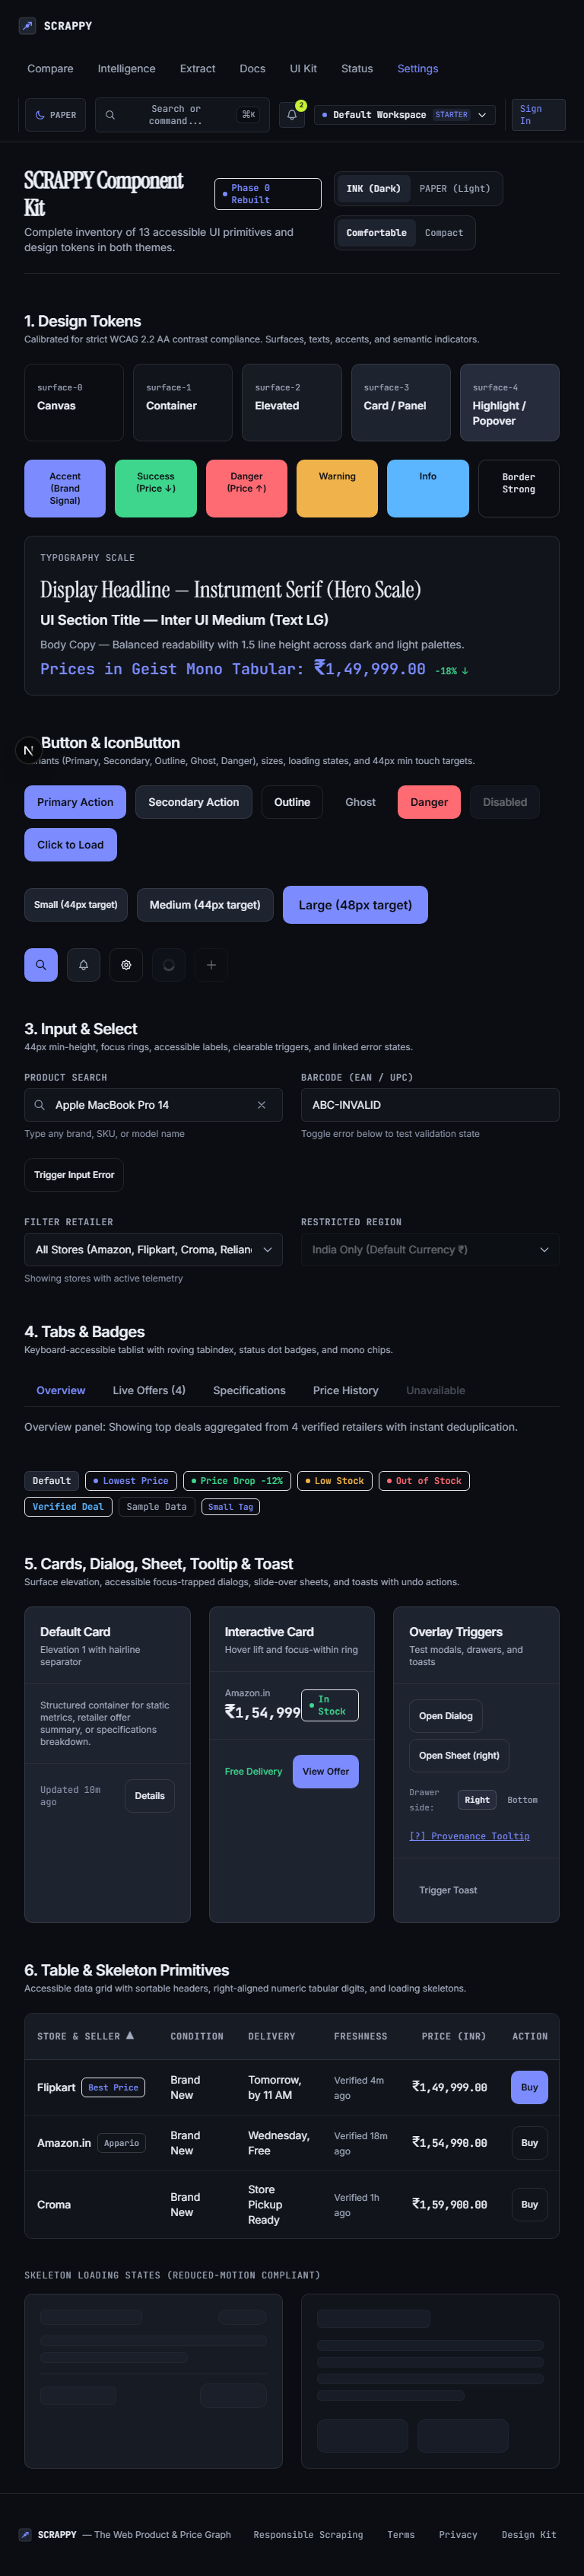 SCRAPPY
Compare Intelligence Extract Docs UI Kit Status Settings
PAPER
Search or
command...
⌘K
2
Default Workspace STARTER
Sign
In
SCRAPPY Component
Kit
Phase 0
Rebuilt
Complete inventory of 13 accessible UI primitives and
design tokens in both themes.
INK (Dark) PAPER (Light)
Comfortable Compact
1. Design Tokens
Calibrated for strict WCAG 2.2 AA contrast compliance. Surfaces, texts, accents, and semantic indicators.
surface-0
Canvas
surface-1
Container
surface-2
Elevated
surface-3
Card / Panel
surface-4
Highlight /
Popover
Accent
(Brand
Signal)
Success
(Price ↓)
Danger
(Price ↑)
Warning
Info
Border
Strong
TYPOGRAPHY SCALE
Display Headline — Instrument Serif (Hero Scale)
UI Section Title — Inter UI Medium (Text LG)
Body Copy — Balanced readability with 1.5 line height across dark and light palettes.
Prices in Geist Mono Tabular: ₹1,49,999.00 -18% ↓
N
Button & IconButton
iants (Primary, Secondary, Outline, Ghost, Danger), sizes, loading states, and 44px min touch targets.
Primary Action Secondary Action Outline Ghost Danger Disabled
Click to Load
Small (44px target) Medium (44px target) Large (48px target)
3. Input & Select
44px min-height, focus rings, accessible labels, clearable triggers, and linked error states.
PRODUCT SEARCH
Apple MacBook Pro 14
Type any brand, SKU, or model name
BARCODE (EAN / UPC)
ABC-INVALID
Toggle error below to test validation state
Trigger Input Error
FILTER RETAILER
All Stores (Amazon, Flipkart, Croma, Relian
Showing stores with active telemetry
RESTRICTED REGION
India Only (Default Currency ₹)
4. Tabs & Badges
Keyboard-accessible tablist with roving tabindex, status dot badges, and mono chips.
Overview Live Offers (4) Specifications Price History Unavailable
Overview panel: Showing top deals aggregated from 4 verified retailers with instant deduplication.
Default Lowest Price Price Drop -12% Low Stock Out of Stock
Verified Deal Sample Data Small Tag
5. Cards, Dialog, Sheet, Tooltip & Toast
Surface elevation, accessible focus-trapped dialogs, slide-over sheets, and toasts with undo actions.
Default Card
Elevation 1 with hairline
separator
Structured container for static
metrics, retailer offer
summary, or specifications
breakdown.
Updated 10m
ago
Details
Interactive Card
Hover lift and focus-within ring
Amazon.in
₹1,54,999
In
Stock
Free Delivery
View Offer
Overlay Triggers
Test modals, drawers, and
toasts
Open Dialog
Open Sheet (right)
Drawer
side:
Right Bottom
[?] Provenance Tooltip
Trigger Toast
6. Table & Skeleton Primitives
Accessible data grid with sortable headers, right-aligned numeric tabular digits, and loading skeletons.
STORE & SELLER ▲ CONDITION DELIVERY FRESHNESS PRICE (INR) ACTION
Flipkart Best Price
Brand
New
Tomorrow,
by 11 AM
Verified 4m
ago
₹1,49,999.00
Buy
Amazon.in Appario
Brand
New
Wednesday,
Free
Verified 18m
ago
₹1,54,990.00
Buy
Croma
Brand
New
Store
Pickup
Ready
Verified 1h
ago
₹1,59,900.00
Buy
SKELETON LOADING STATES (REDUCED-MOTION COMPLIANT)
SCRAPPY — The Web Product & Price Graph
Responsible Scraping Terms Privacy Design Kit